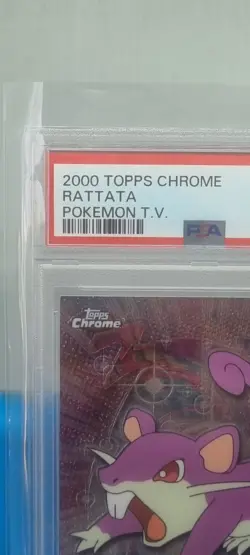 2000 TOPPS CHROME
RATTATA
POKEMON T.V.
PSA
Topps
Chrome